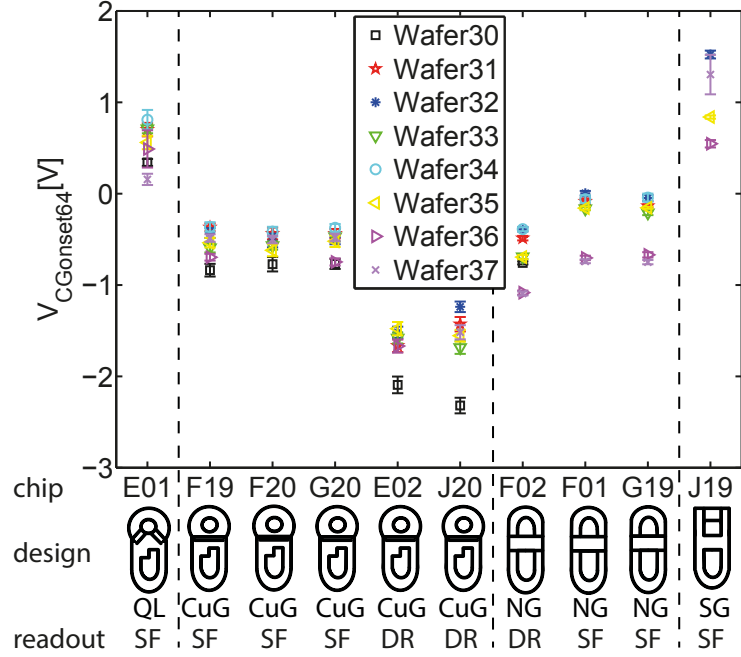 V_CGonset64[V]
2
1
0
−1
−2
−3
Wafer30
Wafer31
Wafer32
Wafer33
Wafer34
Wafer35
Wafer36
Wafer37
chip E01 F19 F20 G20 E02 J20 F02 F01 G19 J19
design
QL CuG CuG CuG CuG CuG NG NG NG SG
readout SF SF SF SF DR DR DR SF SF SF